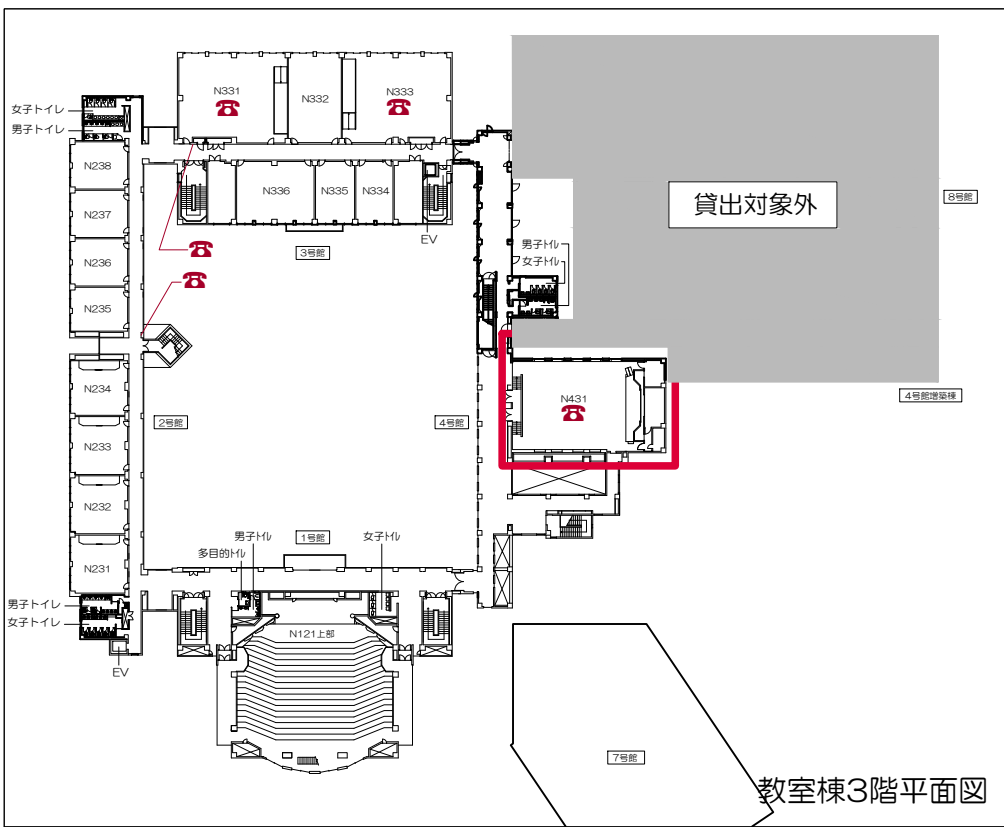 N331
N332
N333
女子トイレ
男子トイレ
N238
N237
N236
N235
N336
N335
N334
EV
3号館
貸出対象外
8号館
男子トイレ
女子トイレ
N234
N233
N232
N231
2号館
4号館
N431
4号館増築棟
1号館
男子トイレ
多目的トイレ
女子トイレ
男子トイレ
女子トイレ
EV
N121上部
7号館
教室棟3階平面図